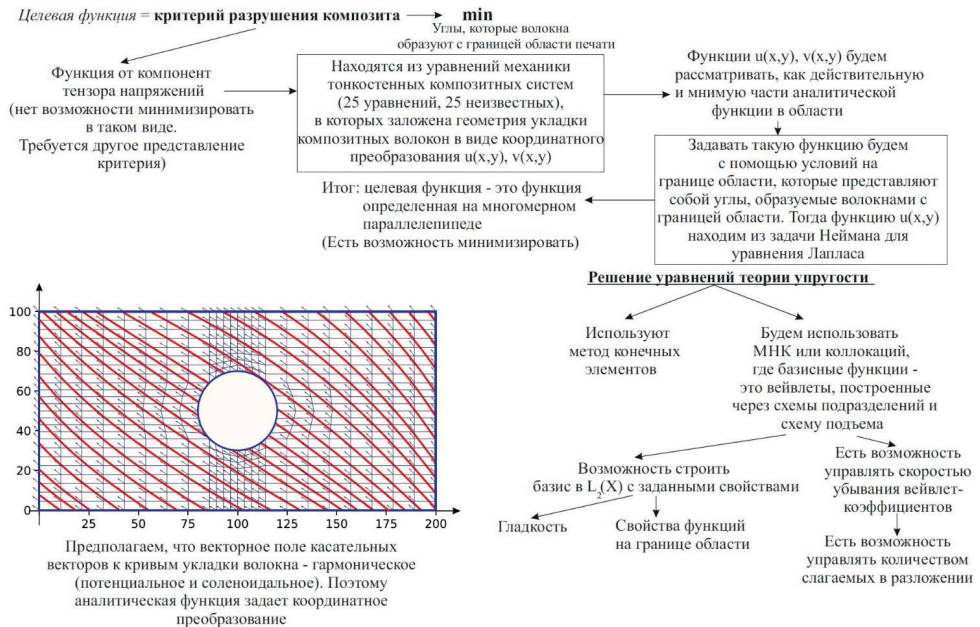 Целевая функция = критерий разрушения композита
min
Углы, которые волокна
образуют с границей области печати
Функция от компонент
тензора напряжений
(нет возможности минимизировать
в таком виде.
Требуется другое представление
критерия)
Находятся из уравнений механики
тонкостенных композитных систем
(25 уравнений, 25 неизвестных),
в которых заложена геометрия укладки
композитных волокон в виде координатного
преобразования u(x,y), v(x,y)
Функции u(x,y), v(x,y) будем
рассматривать, как действительную
и мнимую части аналитической
функции в области
Задавать такую функцию будем
с помощью условий на
границе области, которые представляют
собой углы, образуемые волокнами с
границей области. Тогда функцию u(x,y)
находим из задачи Неймана для
уравнения Лапласа
Итог: целевая функция - это функция
определенная на многомерном
параллелепипеде
(Есть возможность минимизировать)
Решение уравнений теории упругости
Используют
метод конечных
элементов
Будем использовать
МНК или коллокаций,
где базисные функции -
это вейвлеты, построенные
через схемы подразделений и
схему подъема
Возможность строить
базис в L₂(X) с заданными свойствами
Есть возможность
управлять скоростью
убывания вейвлет-
коэффициентов
Гладкость
Свойства функций
на границе области
Есть возможность
управлять количеством
слагаемых в разложении
100
80
60
40
20
0
25
50
75
100
125
150
175
200
Предполагаем, что векторное поле касательных
векторов к кривым укладки волокна - гармоническое
(потенциальное и соленоидальное). Поэтому
аналитическая функция задает координатное
преобразование